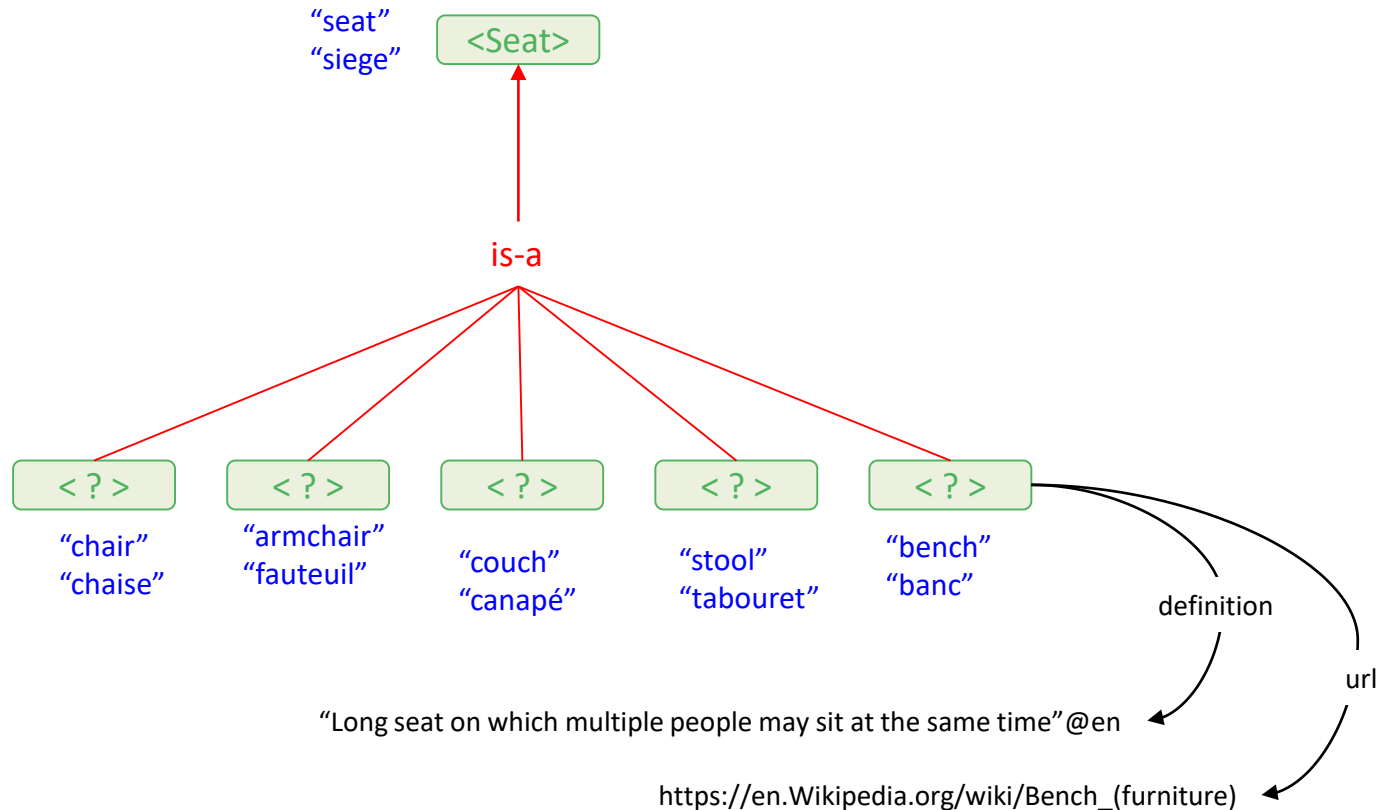 “seat”
“siege”
<Seat>
is-a
< ? >
< ? >
< ? >
< ? >
< ? >
“chair”
“chaise”
“armchair”
“fauteuil”
“couch”
“canapé”
“stool”
“tabouret”
“bench”
“banc”
definition
url
“Long seat on which multiple people may sit at the same time”@en
https://en.Wikipedia.org/wiki/Bench_(furniture)